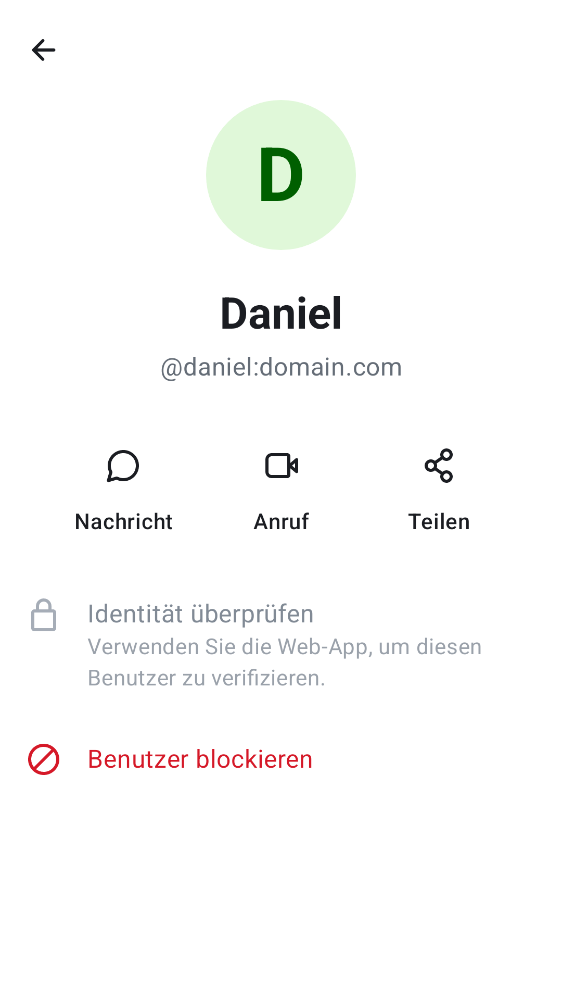 D
Daniel
@daniel:domain.com
Nachricht
Anruf
Teilen
Identität überprüfen
Verwenden Sie die Web-App, um diesen
Benutzer zu verifizieren.
Benutzer blockieren